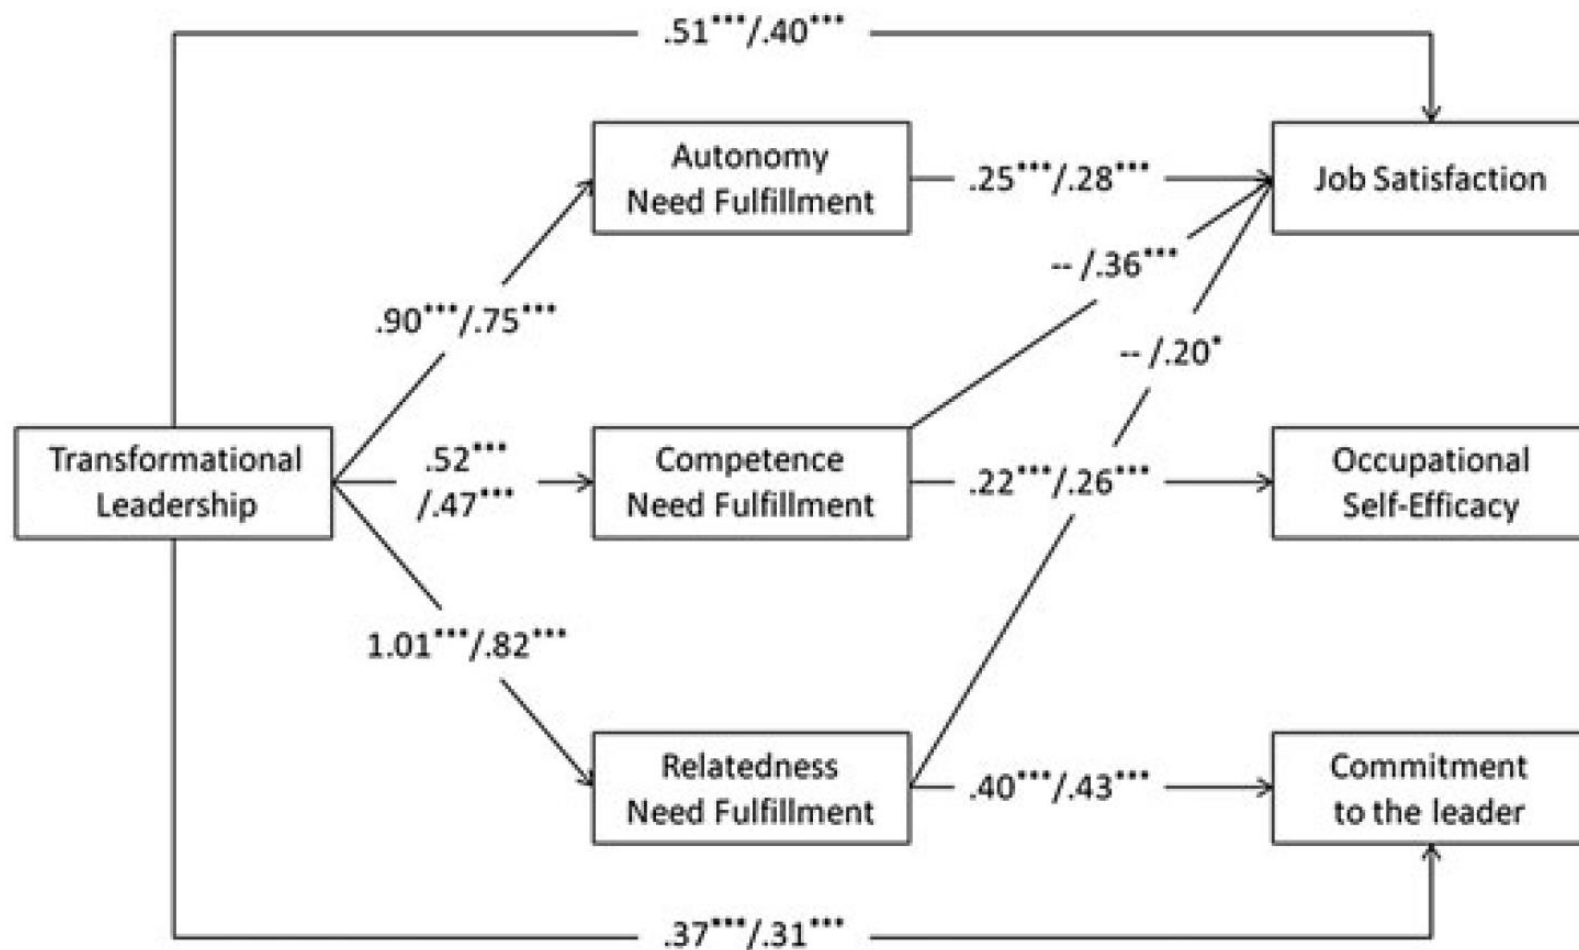 .51***/.40***
Autonomy
Need Fulfillment
.25***/.28***
Job Satisfaction
-- /.36***
.90***/.75***
-- /.20*
Transformational
Leadership
.52***
/.47***
Competence
Need Fulfillment
.22***/.26***
Occupational
Self-Efficacy
1.01***/.82***
Relatedness
Need Fulfillment
.40***/.43***
Commitment
to the leader
.37***/.31***